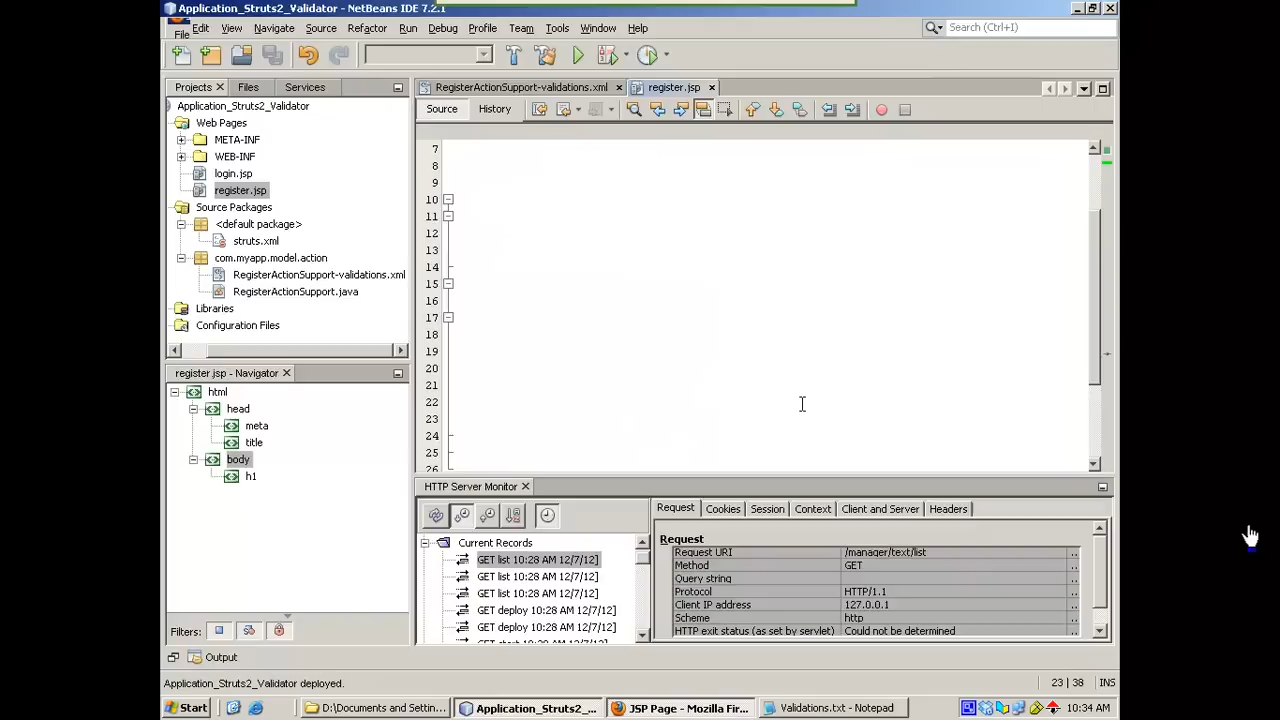 Application_Struts2_Validator - NetBeans IDE 7.2.1
File Edit View Navigate Source Refactor Run Debug Profile Team Tools Window Help
Search (Ctrl+I)
Projects Files Services
RegisterActionSupport-validations.xml register.jsp
Source History
Application_Struts2_Validator
Web Pages
META-INF
WEB-INF
login.jsp
register.jsp
Source Packages
<default package>
struts.xml
com.myapp.model.action
RegisterActionSupport-validations.xml
RegisterActionSupport.java
Libraries
Configuration Files
7
8
9
10
11
12
13
14
15
16
17
18
19
20
21
22
23
24
25
26
register.jsp - Navigator
html
head
meta
title
body
h1
Filters:
HTTP Server Monitor
Current Records
GET list 10:28 AM 12/7/12]
GET list 10:28 AM 12/7/12]
GET list 10:28 AM 12/7/12]
GET deploy 10:28 AM 12/7/12]
GET deploy 10:28 AM 12/7/12]
Request Cookies Session Context Client and Server Headers
Request
Request URI /manager/text/list ..
Method GET ..
Query string ..
Protocol HTTP/1.1 ..
Client IP address 127.0.0.1 ..
Scheme http ..
HTTP exit status (as set by servlet) Could not be determined ..
Output
Application_Struts2_Validator deployed.
23 | 38 INS
Start D:\Documents and Settin... Application_Struts2_... JSP Page - Mozilla Fir... Validations.txt - Notepad 10:34 AM